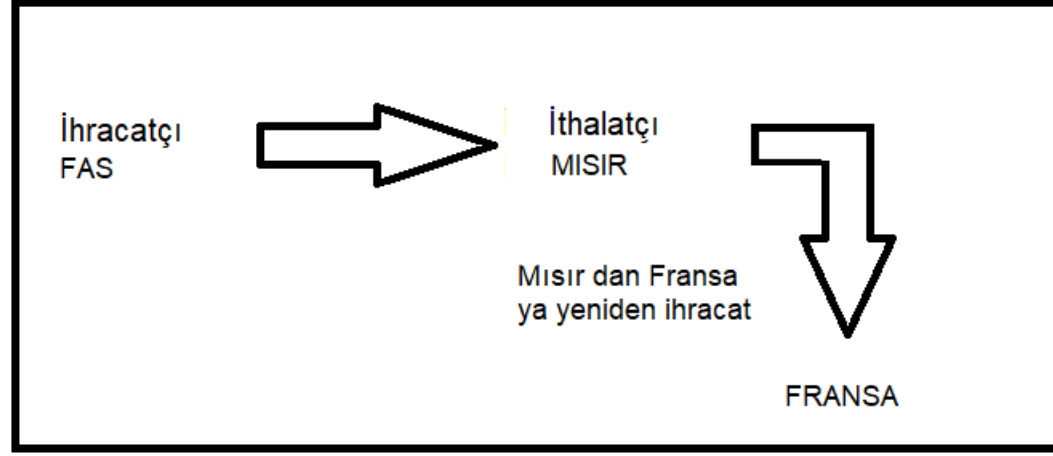 İhracatçı
FAS
İthalatçı
MISIR
Mısır dan Fransa
ya yeniden ihracat
FRANSA